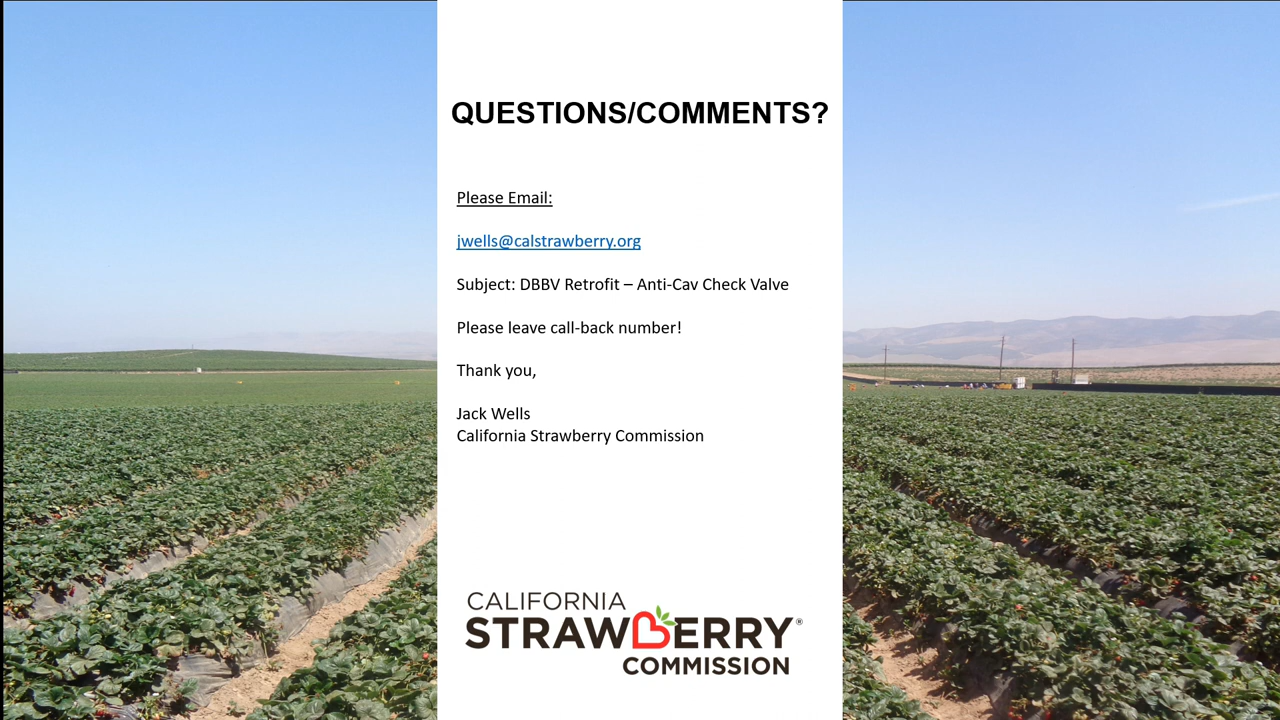 QUESTIONS/COMMENTS?
Please Email:
jwells@calstrawberry.org
Subject: DBBV Retrofit – Anti-Cav Check Valve
Please leave call-back number!
Thank you,
Jack Wells
California Strawberry Commission
CALIFORNIA
STRAWBERRY®
COMMISSION